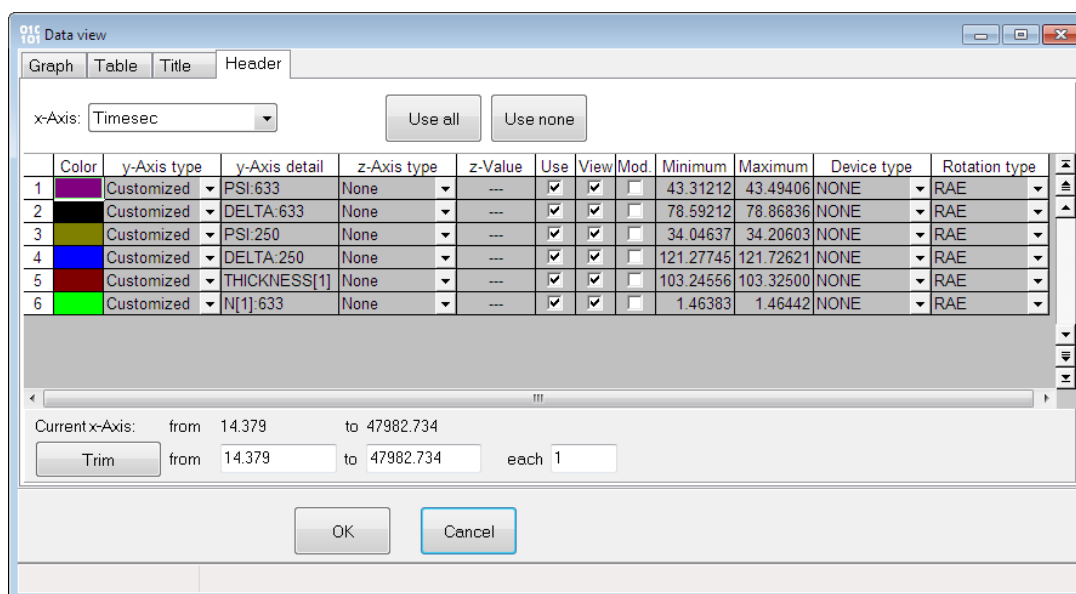 Data view
Graph Table Title Header
x-Axis: Timesec Use all Use none
Color y-Axis type y-Axis detail z-Axis type z-Value Use View Mod. Minimum Maximum Device type Rotation type
1 Customized PSI:633 None --- 43.31212 43.49406 NONE RAE
2 Customized DELTA:633 None --- 78.59212 78.86836 NONE RAE
3 Customized PSI:250 None --- 34.04637 34.20603 NONE RAE
4 Customized DELTA:250 None --- 121.27745 121.72621 NONE RAE
5 Customized THICKNESS[1] None --- 103.24556 103.32500 NONE RAE
6 Customized N[1]:633 None --- 1.46383 1.46442 NONE RAE
Current x-Axis: from 14.379 to 47982.734
Trim from 14.379 to 47982.734 each 1
OK Cancel